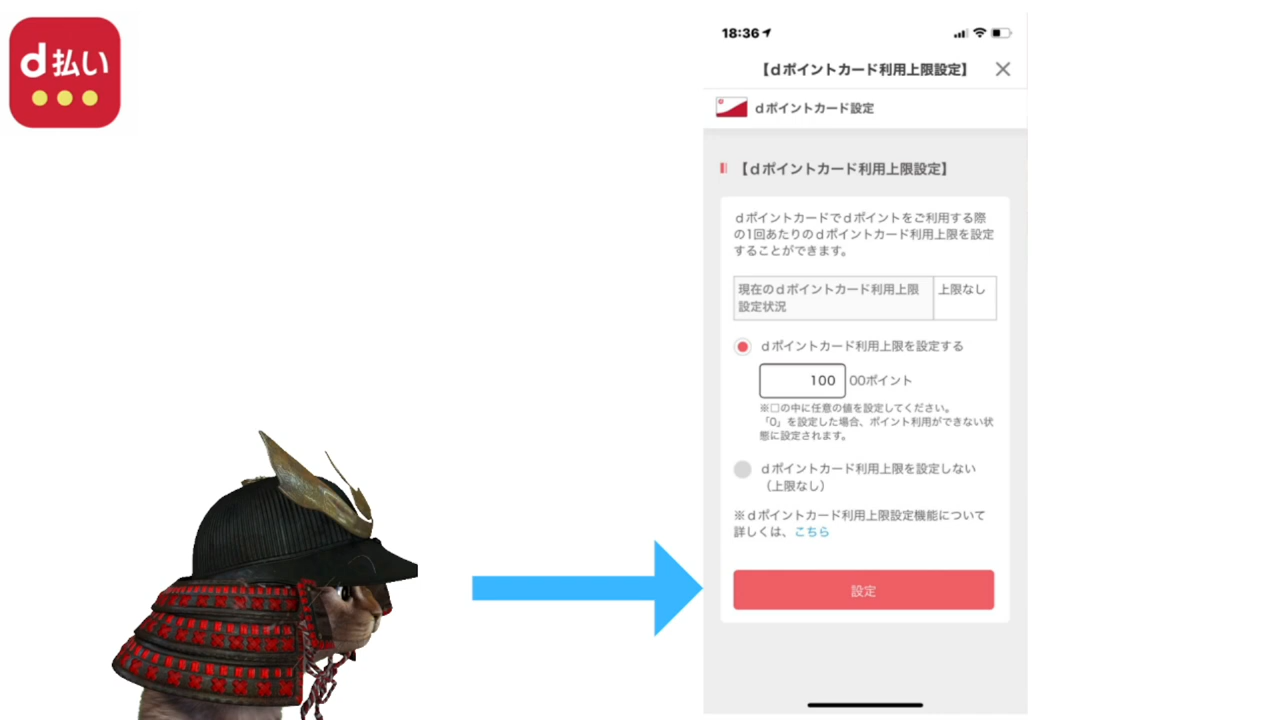 d払い
18:36
【dポイントカード利用上限設定】
dポイントカード設定
【dポイントカード利用上限設定】
dポイントカードでdポイントをご利用する際
の1回あたりのdポイントカード利用上限を設定
することができます。
現在のdポイントカード利用上限
設定状況
上限なし
dポイントカード利用上限を設定する
100 00ポイント
※□の中に任意の値を設定してください。
「0」を設定した場合、ポイント利用ができない状
態に設定されます。
dポイントカード利用上限を設定しない
（上限なし）
※dポイントカード利用上限設定機能について
詳しくは、こちら
設定